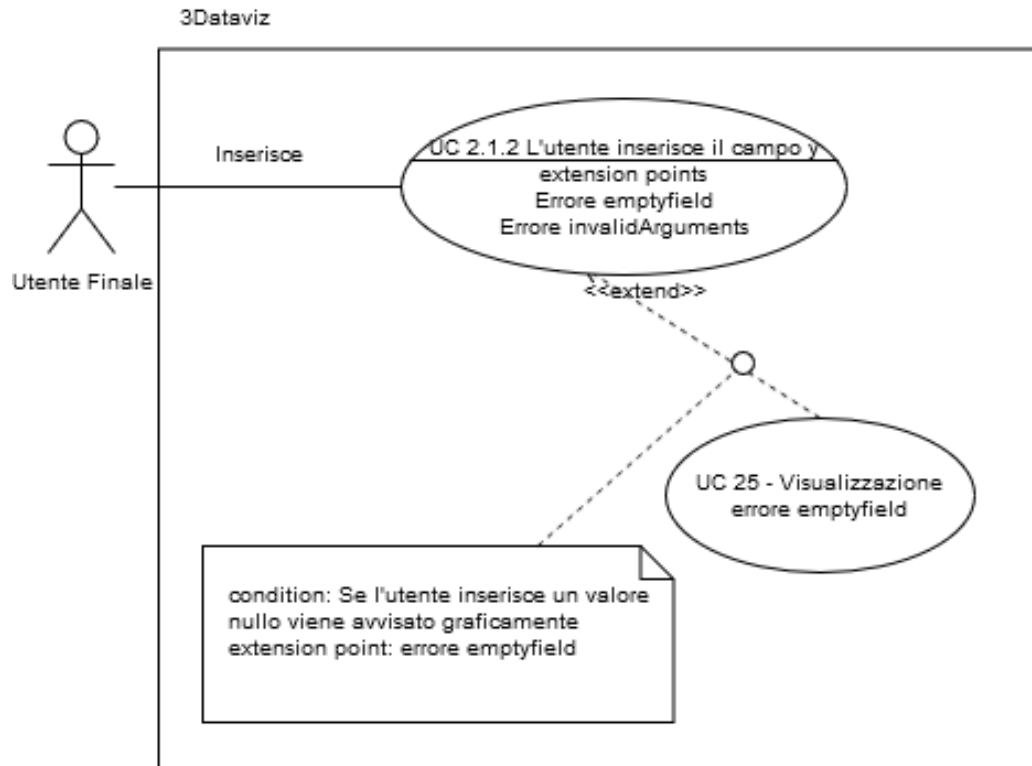 3Dataviz
Inserisce
UC 2.1.2 L'utente inserisce il campo y
extension points
Errore emptyfield
Errore invalidArguments
Utente Finale
<<extend>>
UC 25 - Visualizzazione
errore emptyfield
condition: Se l'utente inserisce un valore
nullo viene avvisato graficamente
extension point: errore emptyfield